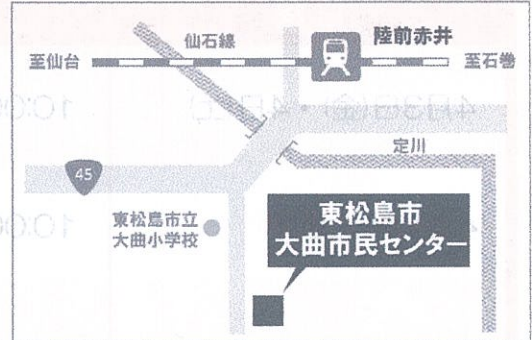 仙石線
陸前赤井
至仙台
至石巻
定川
45
東松島市立
大曲小学校
東松島市
大曲市民センター